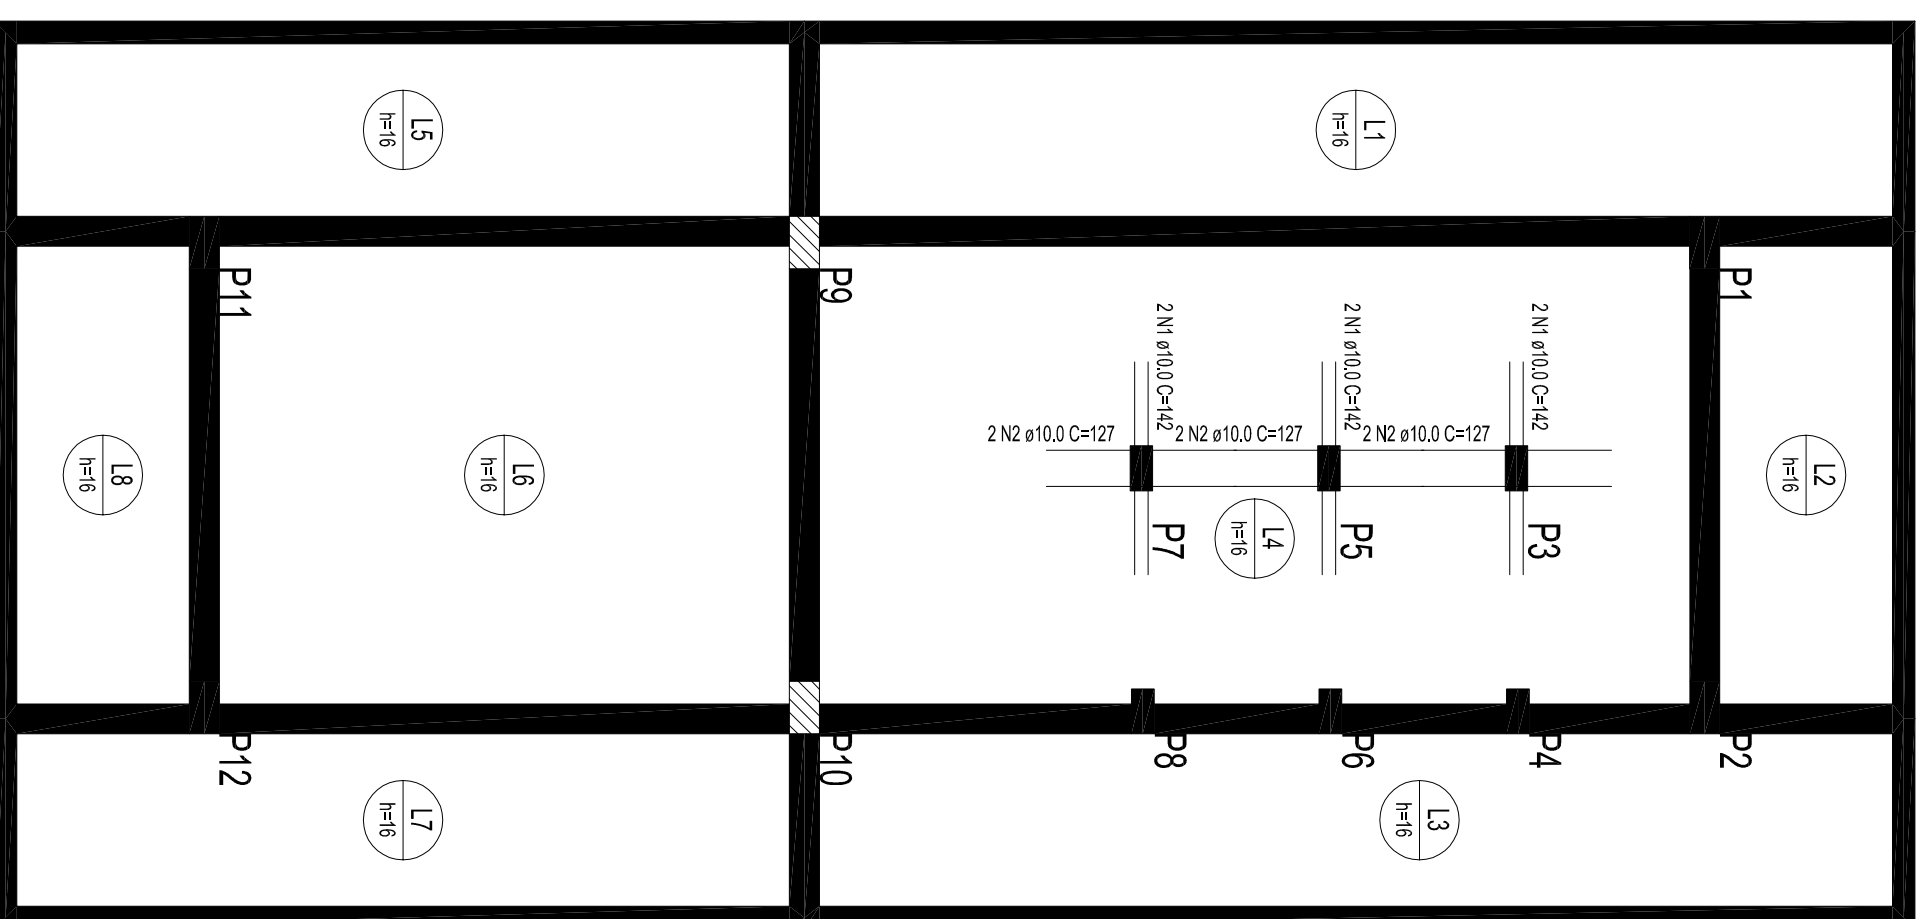 L5
h=16
L1
h=16
P11
P9
P1
2 N1 ø10.0 C=142
2 N1 ø10.0 C=142
2 N1 ø10.0 C=142
2 N2 ø10.0 C=127
2 N2 ø10.0 C=127
2 N2 ø10.0 C=127
L8
h=16
L6
h=16
L2
h=16
L4
h=16
P7
P5
P3
P12
P10
P8
P6
P4
P2
L7
h=16
L3
h=16